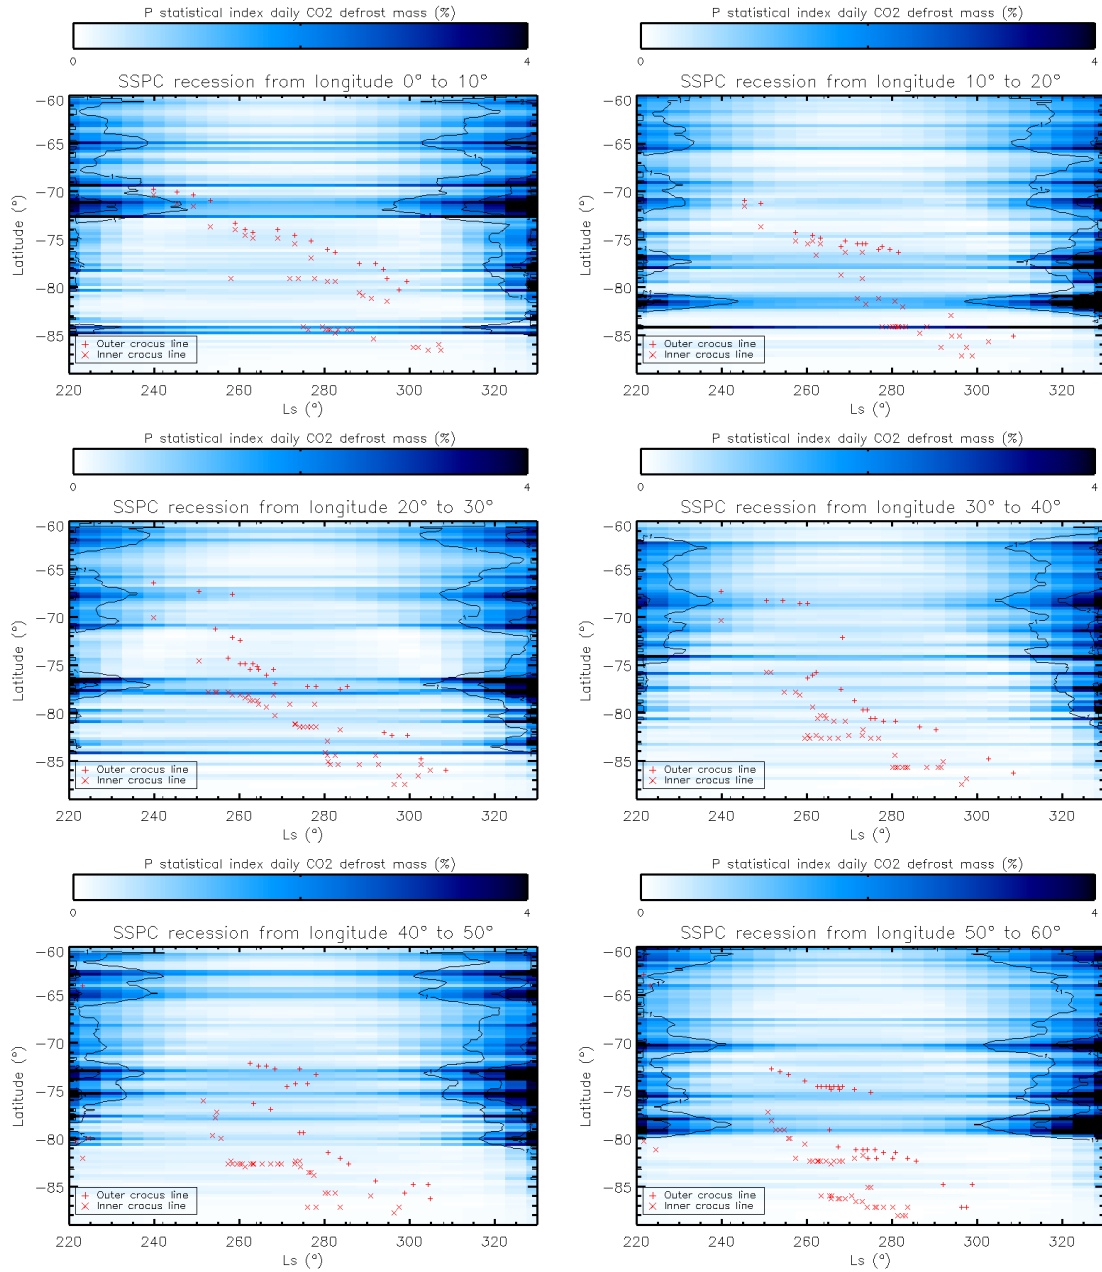 P statistical index daily CO2 defrost mass (%)
0 4
SSPC recession from longitude 0° to 10°
Latitude (°)
-60
-65
-70
-75
-80
-85
+ Outer crocus line
× Inner crocus line
220 240 260 280 300 320
Ls (°)
P statistical index daily CO2 defrost mass (%)
0 4
SSPC recession from longitude 10° to 20°
Latitude (°)
-60
-65
-70
-75
-80
-85
+ Outer crocus line
× Inner crocus line
220 240 260 280 300 320
Ls (°)
P statistical index daily CO2 defrost mass (%)
0 4
SSPC recession from longitude 20° to 30°
Latitude (°)
-60
-65
-70
-75
-80
-85
+ Outer crocus line
× Inner crocus line
220 240 260 280 300 320
Ls (°)
P statistical index daily CO2 defrost mass (%)
0 4
SSPC recession from longitude 30° to 40°
Latitude (°)
-60
-65
-70
-75
-80
-85
+ Outer crocus line
× Inner crocus line
220 240 260 280 300 320
Ls (°)
P statistical index daily CO2 defrost mass (%)
0 4
SSPC recession from longitude 40° to 50°
Latitude (°)
-60
-65
-70
-75
-80
-85
+ Outer crocus line
× Inner crocus line
220 240 260 280 300 320
Ls (°)
P statistical index daily CO2 defrost mass (%)
0 4
SSPC recession from longitude 50° to 60°
Latitude (°)
-60
-65
-70
-75
-80
-85
+ Outer crocus line
× Inner crocus line
220 240 260 280 300 320
Ls (°)